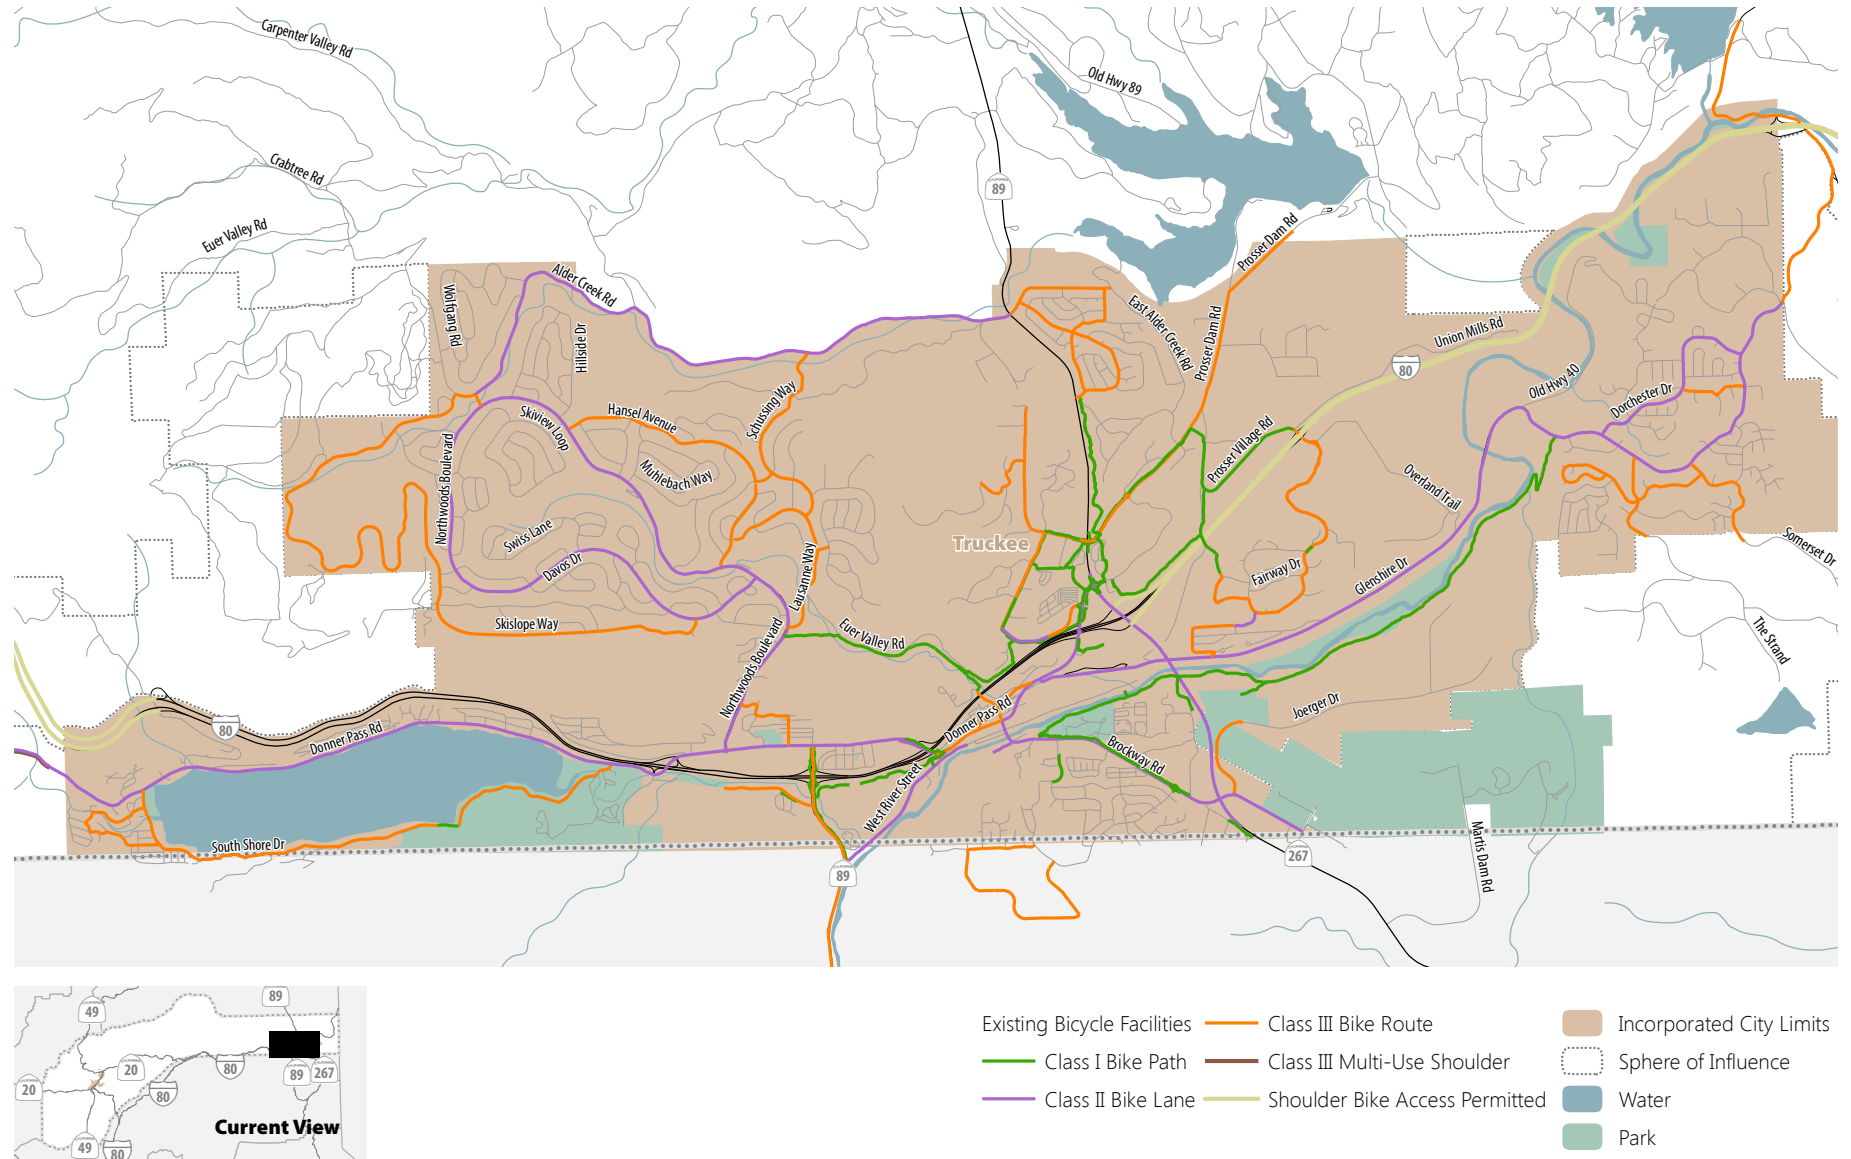 Carpenter Valley Rd
Old Hwy 89
Crabtree Rd
CALIFORNIA
89
Euer Valley Rd
Prosser Dam Rd
Alder Creek Rd
Wolfgang Rd
Hillside Dr
East Alder Creek Rd
Prosser Dam Rd
Union Mills Rd
80
Old Hwy 40
Dorchester Dr
Schussing Way
Hansel Avenue
Skiview Loop
Muhlebach Way
Northwoods Boulevard
Prosser Village Rd
Overland Trail
Swiss Lane
Davos Dr
Truckee
Somerset Dr
Fairway Dr
Glenshire Dr
Lausanne Way
Skislope Way
Euer Valley Rd
The Strand
Northwoods Boulevard
Joerger Dr
80
Donner Pass Rd
Donner Pass Rd
Brockway Rd
West River Street
South Shore Dr
Martis Dam Rd
CALIFORNIA
267
CALIFORNIA
89
89
49
20
80
89
267
20
80
49
80
Current View
Existing Bicycle Facilities
Class I Bike Path
Class II Bike Lane
Class III Bike Route
Class III Multi-Use Shoulder
Shoulder Bike Access Permitted
Incorporated City Limits
Sphere of Influence
Water
Park